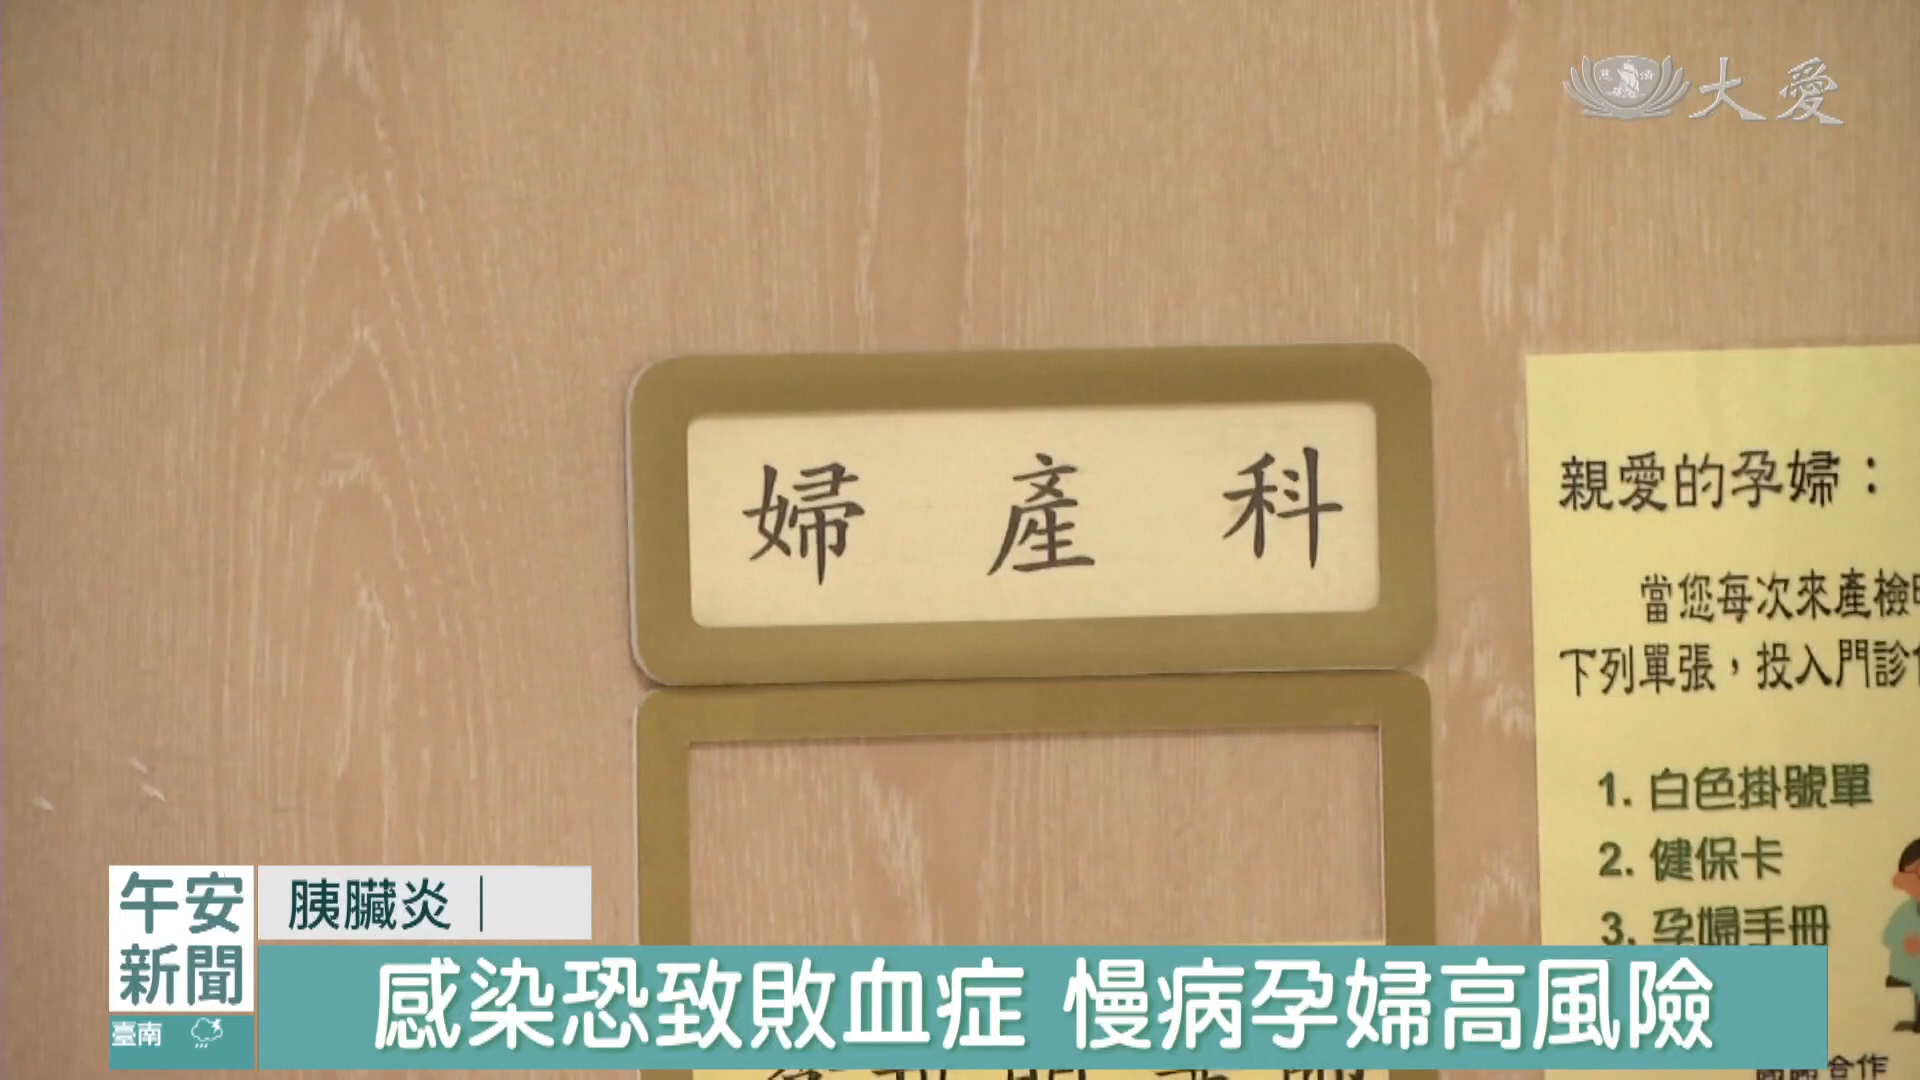 大愛
婦產科
親愛的孕婦：
當您每次來產檢
下列單張，投入門診
1. 白色掛號單
2. 健保卡
3. 孕婦手冊
午安新聞
胰臟炎
感染恐致敗血症 慢病孕婦高風險
臺南
合作